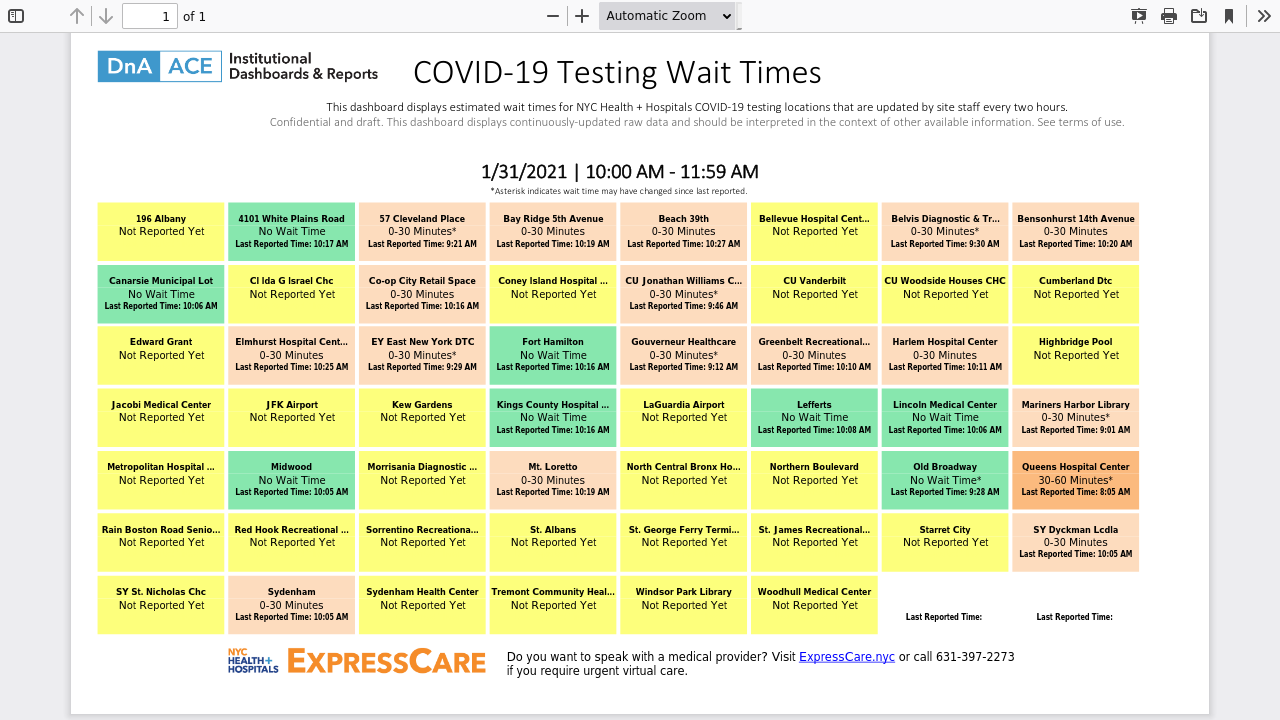 1
of 1
Automatic Zoom
DnA ACE Institutional
Dashboards & Reports
COVID-19 Testing Wait Times
This dashboard displays estimated wait times for NYC Health + Hospitals COVID-19 testing locations that are updated by site staff every two hours.
Confidential and draft. This dashboard displays continuously-updated raw data and should be interpreted in the context of other available information. See terms of use.
1/31/2021 | 10:00 AM - 11:59 AM
*Asterisk indicates wait time may have changed since last reported.
196 Albany
Not Reported Yet
4101 White Plains Road
No Wait Time
Last Reported Time: 10:17 AM
57 Cleveland Place
0-30 Minutes*
Last Reported Time: 9:21 AM
Bay Ridge 5th Avenue
0-30 Minutes
Last Reported Time: 10:19 AM
Beach 39th
0-30 Minutes
Last Reported Time: 10:27 AM
Bellevue Hospital Cent...
Not Reported Yet
Belvis Diagnostic & Tr...
0-30 Minutes*
Last Reported Time: 9:30 AM
Bensonhurst 14th Avenue
0-30 Minutes
Last Reported Time: 10:20 AM
Canarsie Municipal Lot
No Wait Time
Last Reported Time: 10:06 AM
Cl Ida G Israel Chc
Not Reported Yet
Co-op City Retail Space
0-30 Minutes
Last Reported Time: 10:16 AM
Coney Island Hospital ...
Not Reported Yet
CU Jonathan Williams C...
0-30 Minutes*
Last Reported Time: 9:46 AM
CU Vanderbilt
Not Reported Yet
CU Woodside Houses CHC
Not Reported Yet
Cumberland Dtc
Not Reported Yet
Edward Grant
Not Reported Yet
Elmhurst Hospital Cent...
0-30 Minutes
Last Reported Time: 10:25 AM
EY East New York DTC
0-30 Minutes*
Last Reported Time: 9:29 AM
Fort Hamilton
No Wait Time
Last Reported Time: 10:16 AM
Gouverneur Healthcare
0-30 Minutes*
Last Reported Time: 9:12 AM
Greenbelt Recreational...
0-30 Minutes
Last Reported Time: 10:10 AM
Harlem Hospital Center
0-30 Minutes
Last Reported Time: 10:11 AM
Highbridge Pool
Not Reported Yet
Jacobi Medical Center
Not Reported Yet
JFK Airport
Not Reported Yet
Kew Gardens
Not Reported Yet
Kings County Hospital ...
No Wait Time
Last Reported Time: 10:16 AM
LaGuardia Airport
Not Reported Yet
Lefferts
No Wait Time
Last Reported Time: 10:08 AM
Lincoln Medical Center
No Wait Time
Last Reported Time: 10:06 AM
Mariners Harbor Library
0-30 Minutes*
Last Reported Time: 9:01 AM
Metropolitan Hospital ...
Not Reported Yet
Midwood
No Wait Time
Last Reported Time: 10:05 AM
Morrisania Diagnostic ...
Not Reported Yet
Mt. Loretto
0-30 Minutes
Last Reported Time: 10:19 AM
North Central Bronx Ho...
Not Reported Yet
Northern Boulevard
Not Reported Yet
Old Broadway
No Wait Time*
Last Reported Time: 9:28 AM
Queens Hospital Center
30-60 Minutes*
Last Reported Time: 8:05 AM
Rain Boston Road Senio...
Not Reported Yet
Red Hook Recreational ...
Not Reported Yet
Sorrentino Recreationa...
Not Reported Yet
St. Albans
Not Reported Yet
St. George Ferry Termi...
Not Reported Yet
St. James Recreational...
Not Reported Yet
Starret City
Not Reported Yet
SY Dyckman Lcdla
0-30 Minutes
Last Reported Time: 10:05 AM
SY St. Nicholas Chc
Not Reported Yet
Sydenham
0-30 Minutes
Last Reported Time: 10:05 AM
Sydenham Health Center
Not Reported Yet
Tremont Community Heal...
Not Reported Yet
Windsor Park Library
Not Reported Yet
Woodhull Medical Center
Not Reported Yet
Last Reported Time:
Last Reported Time:
NYC
HEALTH+
HOSPITALS
EXPRESSCARE
Do you want to speak with a medical provider? Visit ExpressCare.nyc or call 631-397-2273
if you require urgent virtual care.